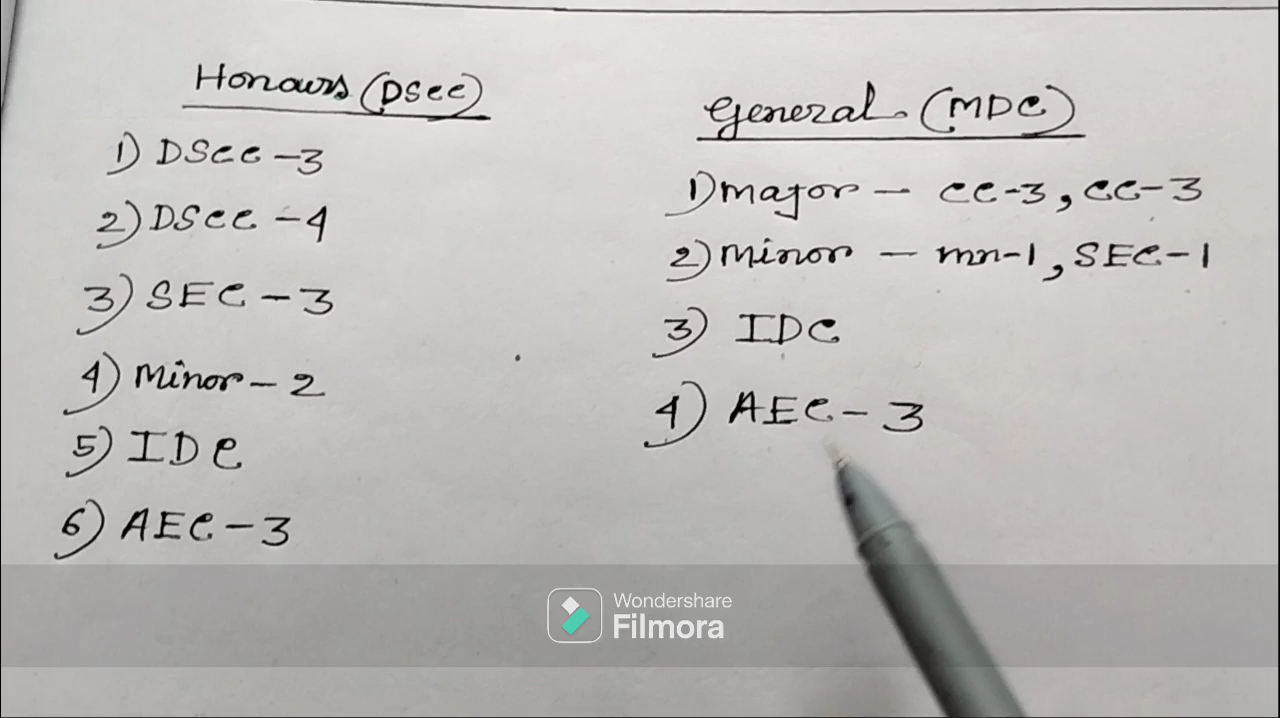 Honours (DSCC)
1) DSCC - 3
2) DSCC - 4
3) SEC - 3
4) Minor - 2
5) IDC
6) AEC - 3
General. (MDC)
1) major - CC-3, CC-3
2) Minor - mn-1, SEC-1
3) IDC
4) AEC - 3
Wondershare
Filmora